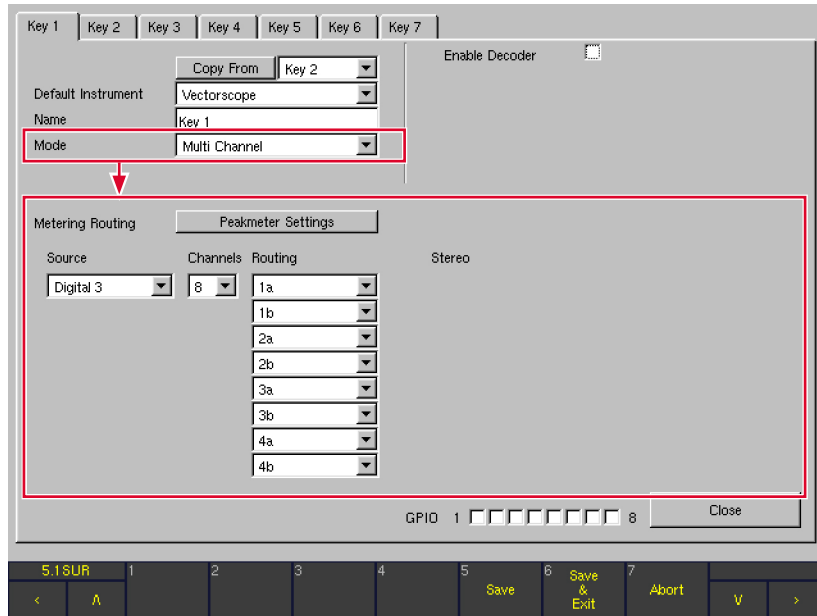 Key 1 Key 2 Key 3 Key 4 Key 5 Key 6 Key 7
Copy From Key 2 Enable Decoder
Default Instrument Vectorscope
Name Key 1
Mode Multi Channel
Metering Routing Peakmeter Settings
Source Channels Routing Stereo
Digital 3 8 1a
1b
2a
2b
3a
3b
4a
4b
GPIO 1 8 Close
5.1SUR 1 2 3 4 5 Save 6 Save & Exit 7 Abort
< Λ V >